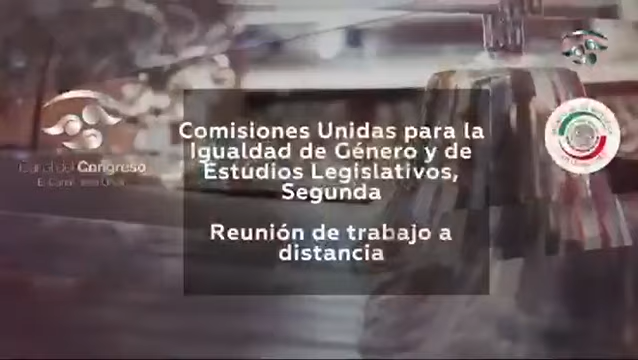 Comisiones Unidas para la
Igualdad de Género y de
Estudios Legislativos,
Segunda
Reunión de trabajo a
distancia
Canal del Congreso